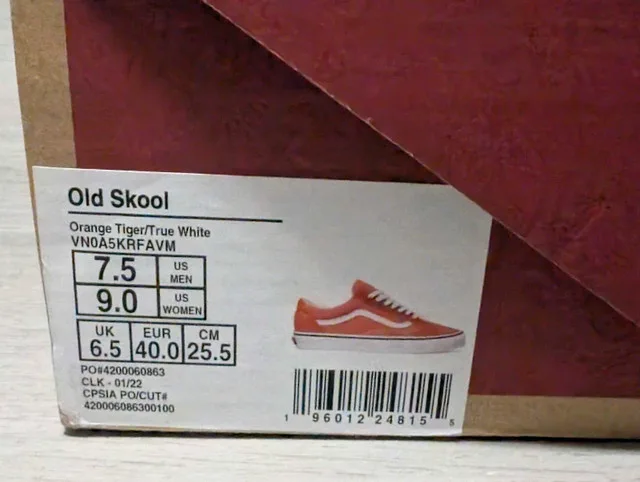 Old Skool
Orange Tiger/True White
VN0A5KRFAVM
7.5 US MEN
9.0 US WOMEN
UK EUR CM
6.5 40.0 25.5
PO#4200060863
CLK - 01/22
CPSIA PO/CUT#
420006086300100
1 96012 24815 5